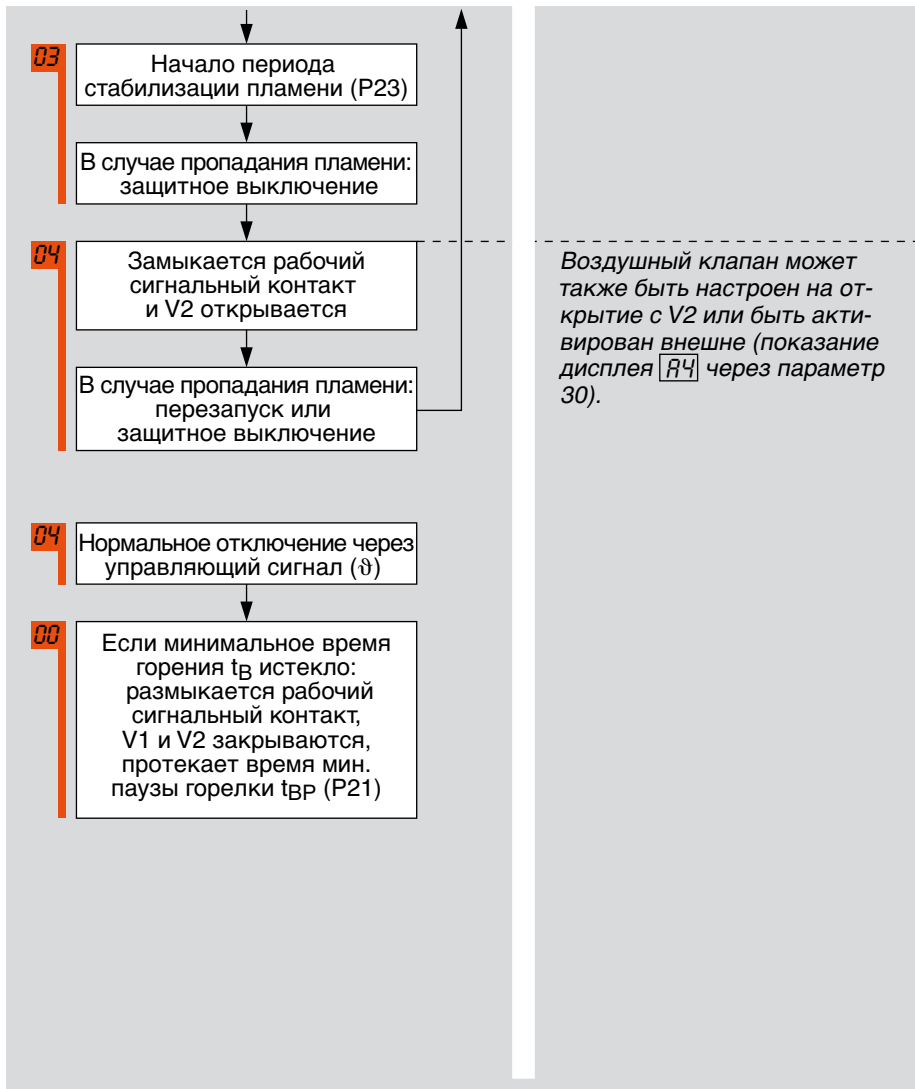 03
Начало периода
стабилизации пламени (P23)
В случае пропадания пламени:
защитное выключение
04
Замыкается рабочий
сигнальный контакт
и V2 открывается
В случае пропадания пламени:
перезапуск или
защитное выключение
04
Нормальное отключение через
управляющий сигнал (ϑ)
00
Если минимальное время
горения tB истекло:
размыкается рабочий
сигнальный контакт,
V1 и V2 закрываются,
протекает время мин.
паузы горелки tBP (P21)
Воздушный клапан может
также быть настроен на от-
крытие с V2 или быть акти-
вирован внешне (показание
дисплея A4 через параметр
30).